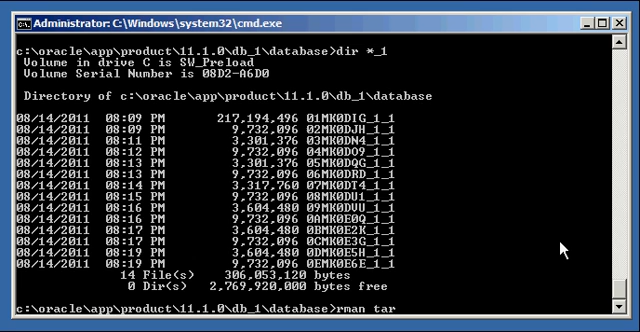 Administrator: C:\Windows\system32\cmd.exe
c:\oracle\app\product\11.1.0\db_1\database>dir *_1
Volume in drive C is SW_Preload
Volume Serial Number is 08D2-A6D0
Directory of c:\oracle\app\product\11.1.0\db_1\database
08/14/2011 08:09 PM 217,194,496 01MK0DIG_1_1
08/14/2011 08:09 PM 9,732,096 02MK0DJH_1_1
08/14/2011 08:11 PM 3,301,376 03MK0DN4_1_1
08/14/2011 08:12 PM 9,732,096 04MK0DO9_1_1
08/14/2011 08:13 PM 3,301,376 05MK0DQG_1_1
08/14/2011 08:13 PM 9,732,096 06MK0DRD_1_1
08/14/2011 08:14 PM 3,317,760 07MK0DT4_1_1
08/14/2011 08:15 PM 9,732,096 08MK0DU1_1_1
08/14/2011 08:16 PM 3,604,480 09MK0DVU_1_1
08/14/2011 08:16 PM 9,732,096 0AMK0E0Q_1_1
08/14/2011 08:17 PM 3,604,480 0BMK0E2K_1_1
08/14/2011 08:17 PM 9,732,096 0CMK0E3G_1_1
08/14/2011 08:19 PM 3,604,480 0DMK0E5H_1_1
08/14/2011 08:19 PM 9,732,096 0EMK0E6E_1_1
14 File(s) 306,053,120 bytes
0 Dir(s) 2,769,920,000 bytes free
c:\oracle\app\product\11.1.0\db_1\database>rman tar